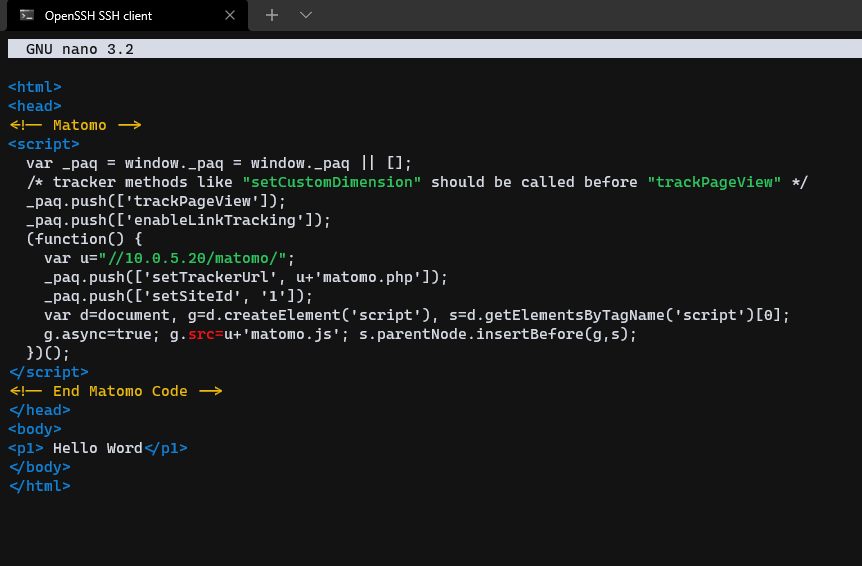 OpenSSH SSH client
GNU nano 3.2
<html>
<head>
<!-- Matomo -->
<script>
  var _paq = window._paq = window._paq || [];
  /* tracker methods like "setCustomDimension" should be called before "trackPageView" */
  _paq.push(['trackPageView']);
  _paq.push(['enableLinkTracking']);
  (function() {
    var u="//10.0.5.20/matomo/";
    _paq.push(['setTrackerUrl', u+'matomo.php']);
    _paq.push(['setSiteId', '1']);
    var d=document, g=d.createElement('script'), s=d.getElementsByTagName('script')[0];
    g.async=true; g.src=u+'matomo.js'; s.parentNode.insertBefore(g,s);
  })();
</script>
<!-- End Matomo Code -->
</head>
<body>
<p1> Hello Word</p1>
</body>
</html>